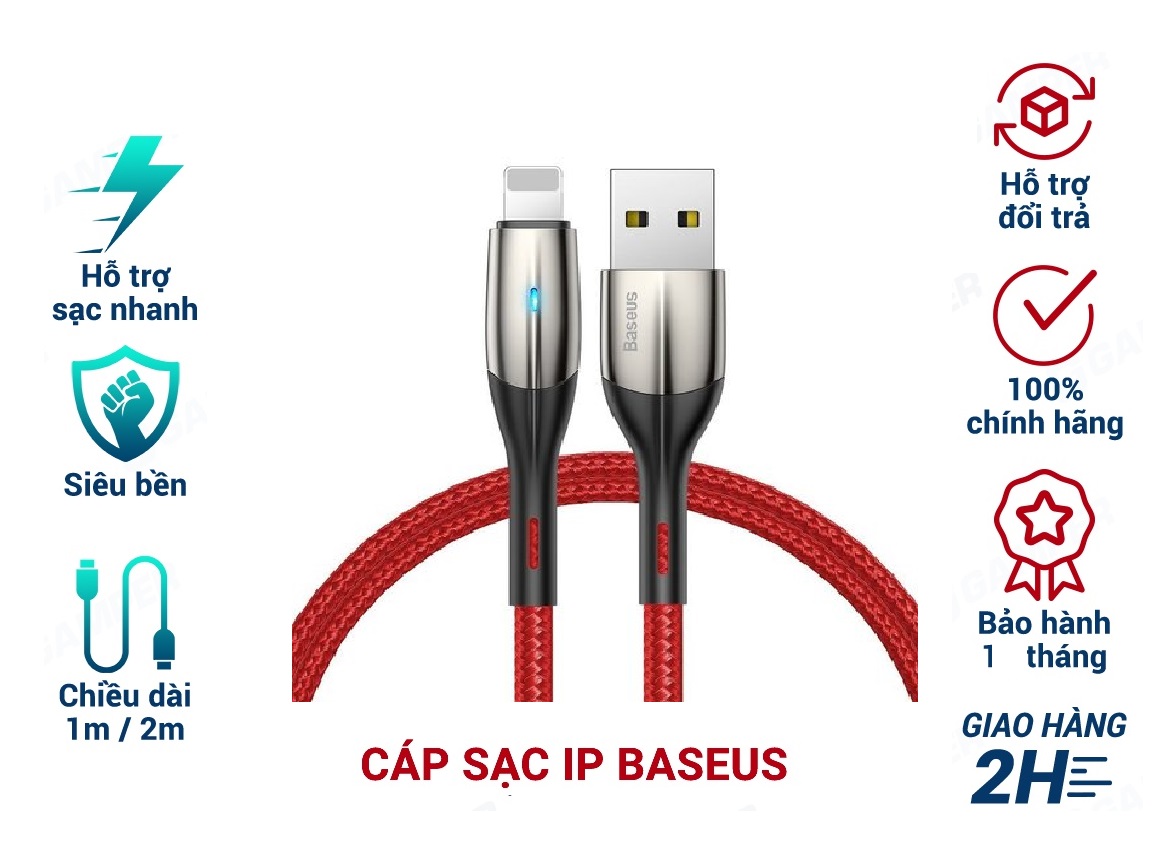 Hỗ trợ
sạc nhanh
Siêu bền
Chiều dài
1m / 2m
Baseus
CÁP SẠC IP BASEUS
Hỗ trợ
đổi trả
100%
chính hãng
Bảo hành
1 tháng
GIAO HÀNG
2H